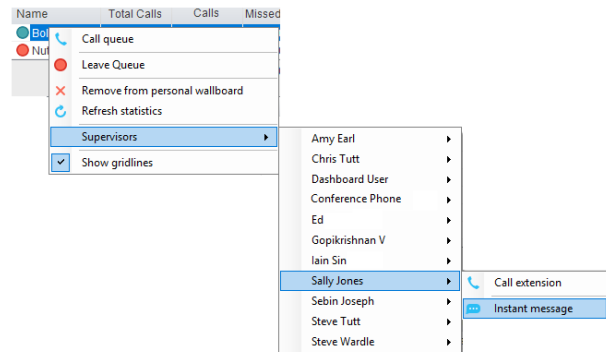 Name Total Calls Calls Missed
Bol
Call queue
Nut
Leave Queue
Remove from personal wallboard
Refresh statistics
Supervisors
Show gridlines
Amy Earl
Chris Tutt
Dashboard User
Conference Phone
Ed
Gopikrishnan V
Iain Sin
Sally Jones
Sebin Joseph
Steve Tutt
Steve Wardle
Call extension
Instant message